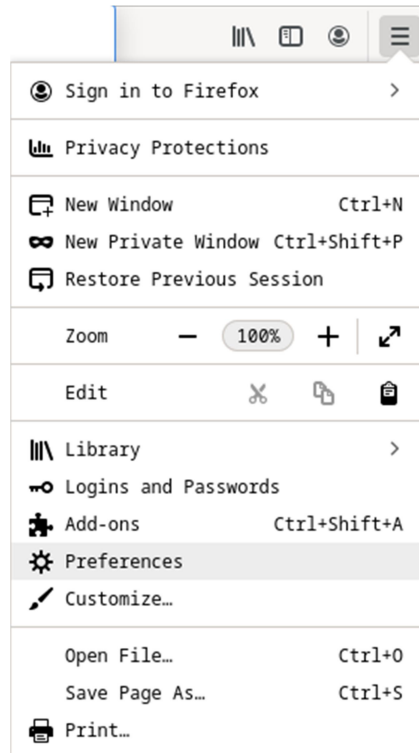 Sign in to Firefox
Privacy Protections
New Window Ctrl+N
New Private Window Ctrl+Shift+P
Restore Previous Session
Zoom 100%
Edit
Library
Logins and Passwords
Add-ons Ctrl+Shift+A
Preferences
Customize…
Open File… Ctrl+O
Save Page As… Ctrl+S
Print…